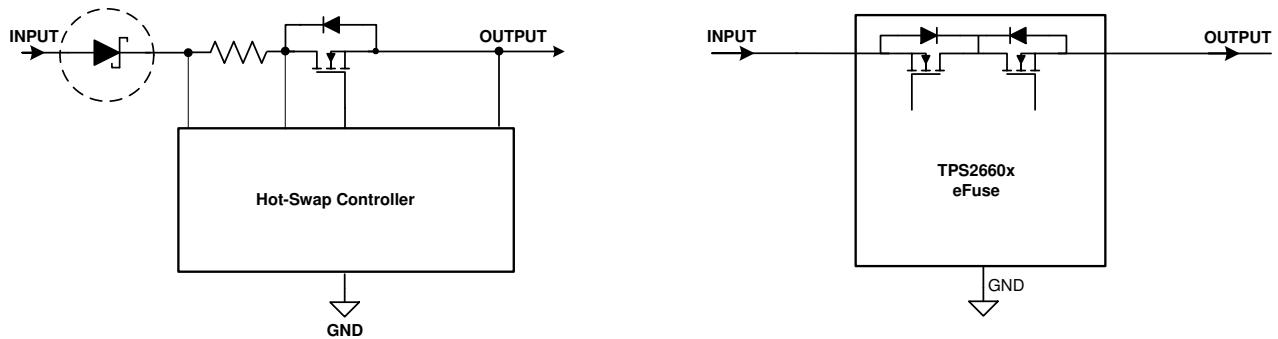 INPUT
OUTPUT
Hot-Swap Controller
GND
INPUT
OUTPUT
TPS2660x
eFuse
GND